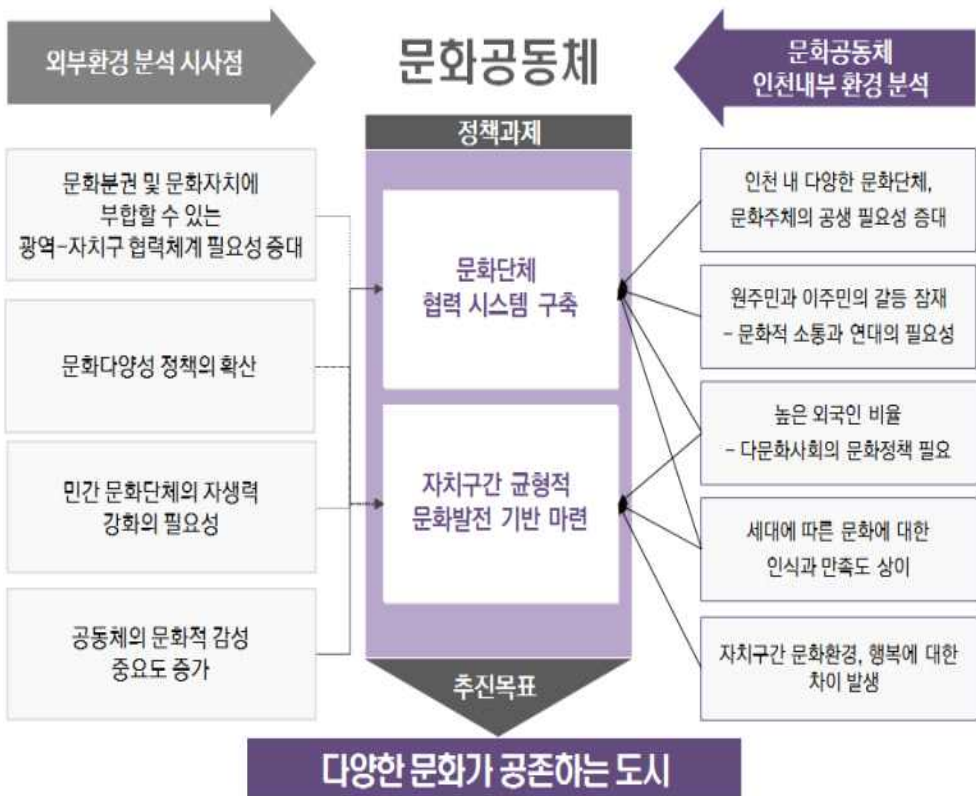 외부환경 분석 시사점
문화공동체
문화공동체
인천내부 환경 분석
정책과제
문화분권 및 문화자치에
부합할 수 있는
광역-자치구 협력체계 필요성 증대
문화다양성 정책의 확산
민간 문화단체의 자생력
강화의 필요성
공동체의 문화적 감성
중요도 증가
문화단체
협력 시스템 구축
자치구간 균형적
문화발전 기반 마련
인천 내 다양한 문화단체,
문화주체의 공생 필요성 증대
원주민과 이주민의 갈등 잠재
- 문화적 소통과 연대의 필요성
높은 외국인 비율
- 다문화사회의 문화정책 필요
세대에 따른 문화에 대한
인식과 만족도 상이
자치구간 문화환경, 행복에 대한
차이 발생
추진목표
다양한 문화가 공존하는 도시